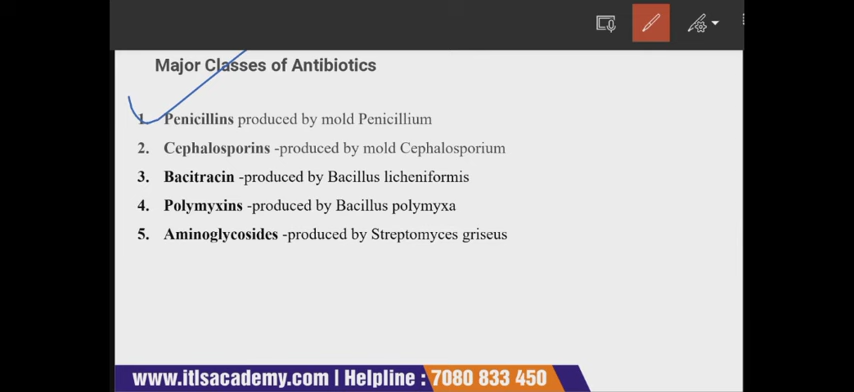 Major Classes of Antibiotics
1. Penicillins produced by mold Penicillium
2. Cephalosporins -produced by mold Cephalosporium
3. Bacitracin -produced by Bacillus licheniformis
4. Polymyxins -produced by Bacillus polymyxa
5. Aminoglycosides -produced by Streptomyces griseus
www.itlsacademy.com | Helpline : 7080 833 450